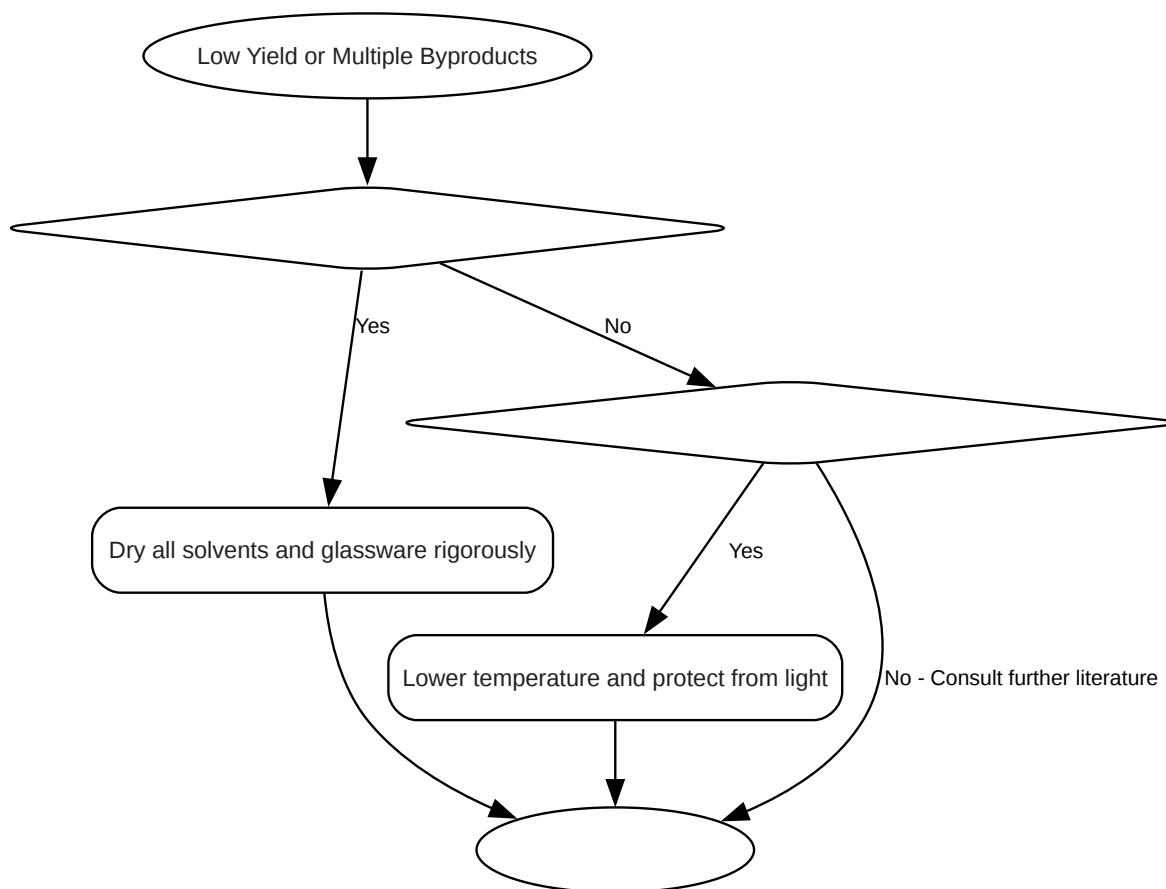 Low Yield or Multiple Byproducts
Yes
No
Dry all solvents and glassware rigorously
Yes
Lower temperature and protect from light
No - Consult further literature